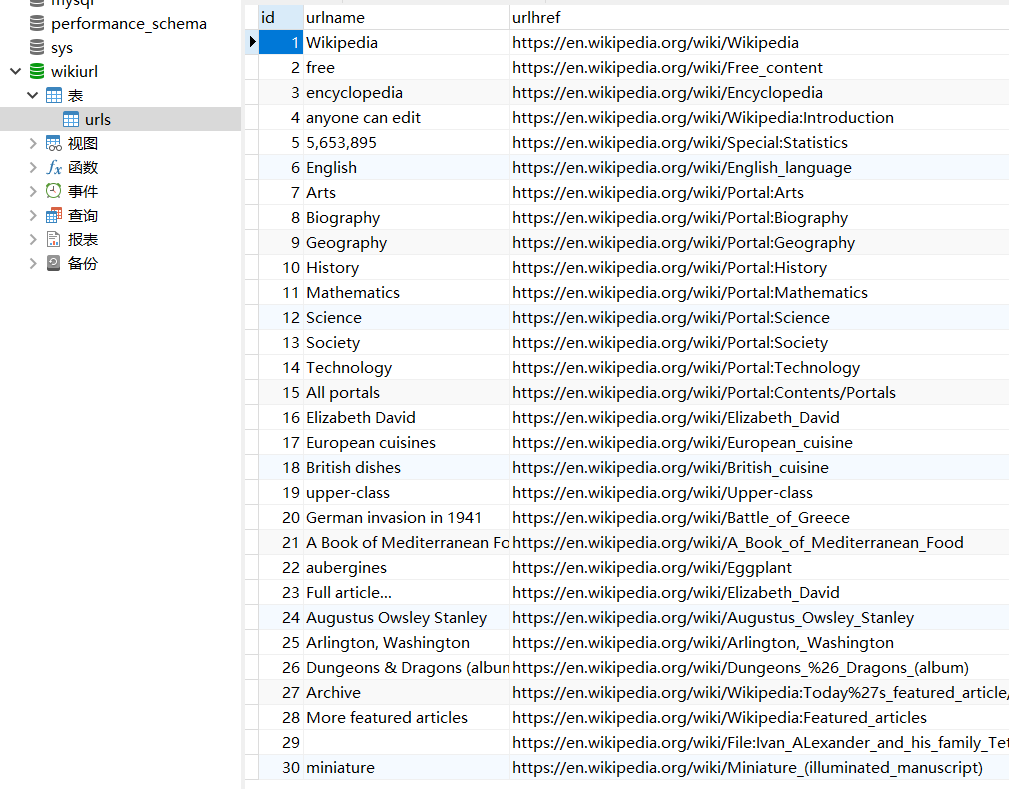 mysql
performance_schema
sys
wikiurl
表
urls
视图
fx 函数
事件
查询
报表
备份
id urlname urlhref
1 Wikipedia https://en.wikipedia.org/wiki/Wikipedia
2 free https://en.wikipedia.org/wiki/Free_content
3 encyclopedia https://en.wikipedia.org/wiki/Encyclopedia
4 anyone can edit https://en.wikipedia.org/wiki/Wikipedia:Introduction
5 5,653,895 https://en.wikipedia.org/wiki/Special:Statistics
6 English https://en.wikipedia.org/wiki/English_language
7 Arts https://en.wikipedia.org/wiki/Portal:Arts
8 Biography https://en.wikipedia.org/wiki/Portal:Biography
9 Geography https://en.wikipedia.org/wiki/Portal:Geography
10 History https://en.wikipedia.org/wiki/Portal:History
11 Mathematics https://en.wikipedia.org/wiki/Portal:Mathematics
12 Science https://en.wikipedia.org/wiki/Portal:Science
13 Society https://en.wikipedia.org/wiki/Portal:Society
14 Technology https://en.wikipedia.org/wiki/Portal:Technology
15 All portals https://en.wikipedia.org/wiki/Portal:Contents/Portals
16 Elizabeth David https://en.wikipedia.org/wiki/Elizabeth_David
17 European cuisines https://en.wikipedia.org/wiki/European_cuisine
18 British dishes https://en.wikipedia.org/wiki/British_cuisine
19 upper-class https://en.wikipedia.org/wiki/Upper-class
20 German invasion in 1941 https://en.wikipedia.org/wiki/Battle_of_Greece
21 A Book of Mediterranean Fo https://en.wikipedia.org/wiki/A_Book_of_Mediterranean_Food
22 aubergines https://en.wikipedia.org/wiki/Eggplant
23 Full article... https://en.wikipedia.org/wiki/Elizabeth_David
24 Augustus Owsley Stanley https://en.wikipedia.org/wiki/Augustus_Owsley_Stanley
25 Arlington, Washington https://en.wikipedia.org/wiki/Arlington,_Washington
26 Dungeons & Dragons (album https://en.wikipedia.org/wiki/Dungeons_%26_Dragons_(album)
27 Archive https://en.wikipedia.org/wiki/Wikipedia:Today%27s_featured_article/
28 More featured articles https://en.wikipedia.org/wiki/Wikipedia:Featured_articles
29 https://en.wikipedia.org/wiki/File:Ivan_ALexander_and_his_family_Tet
30 miniature https://en.wikipedia.org/wiki/Miniature_(illuminated_manuscript)